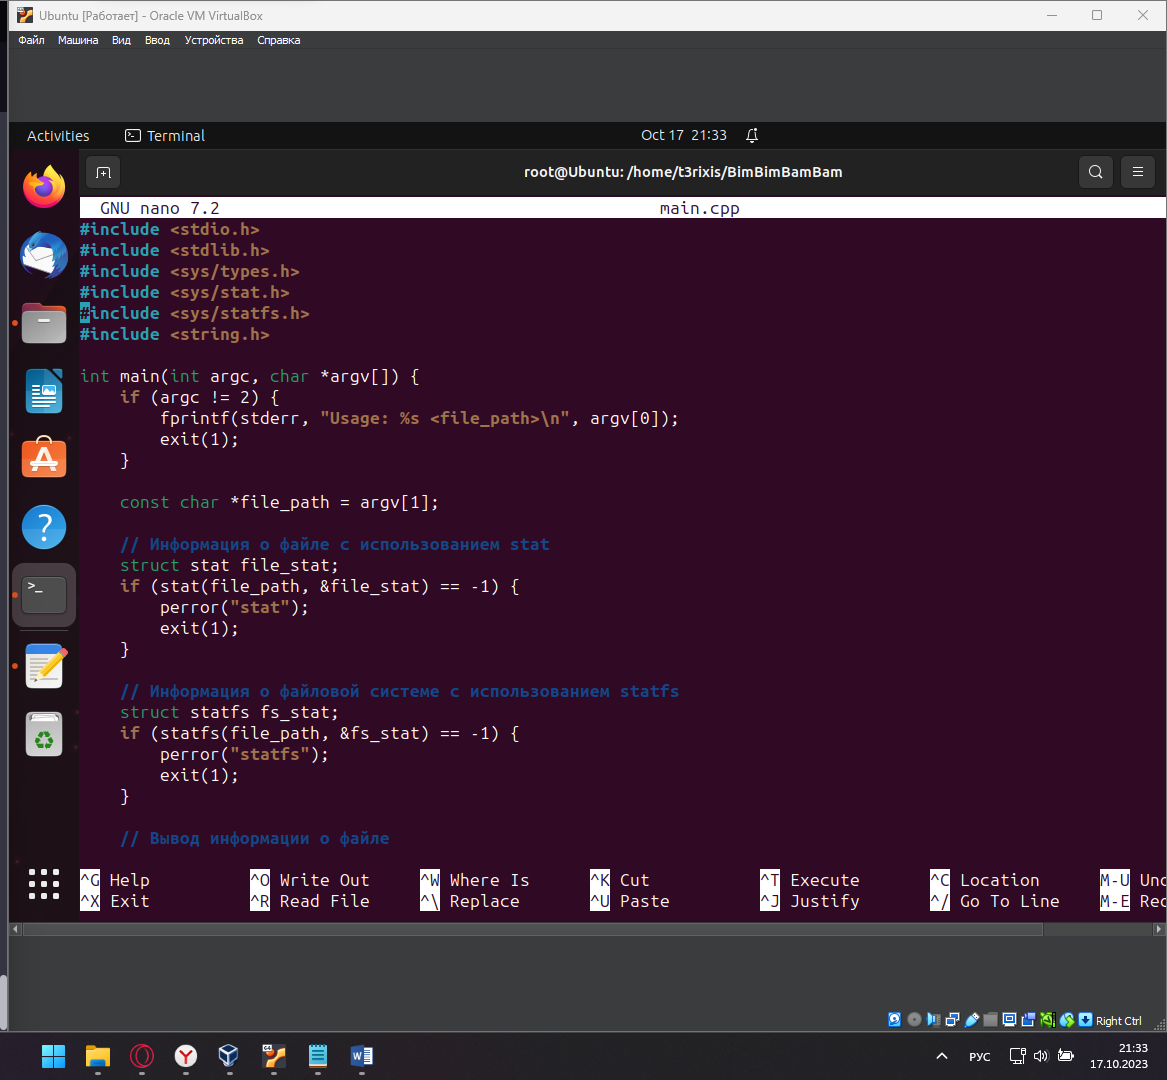 Ubuntu [Работает] - Oracle VM VirtualBox
Файл Машина Вид Ввод Устройства Справка
Activities Terminal Oct 17 21:33
root@Ubuntu: /home/t3rixis/BimBimBamBam
GNU nano 7.2 main.cpp
#include <stdio.h>
#include <stdlib.h>
#include <sys/types.h>
#include <sys/stat.h>
#include <sys/statfs.h>
#include <string.h>
int main(int argc, char *argv[]) {
if (argc != 2) {
fprintf(stderr, "Usage: %s <file_path>\n", argv[0]);
exit(1);
}
const char *file_path = argv[1];
// Информация о файле с использованием stat
struct stat file_stat;
if (stat(file_path, &file_stat) == -1) {
perror("stat");
exit(1);
}
// Информация о файловой системе с использованием statfs
struct statfs fs_stat;
if (statfs(file_path, &fs_stat) == -1) {
perror("statfs");
exit(1);
}
// Вывод информации о файле
^G Help ^O Write Out ^W Where Is ^K Cut ^T Execute ^C Location M-U Und
^X Exit ^R Read File ^\ Replace ^U Paste ^J Justify ^/ Go To Line M-E Red
Right Ctrl
РУС 21:33
17.10.2023